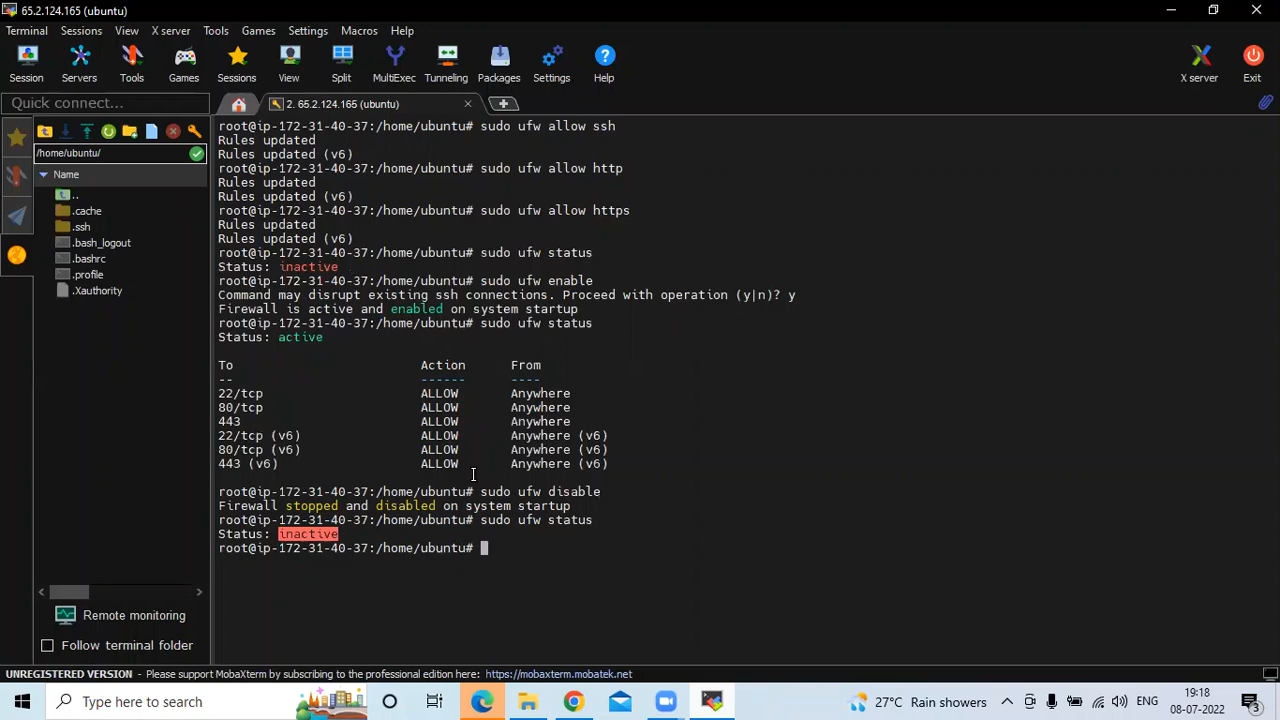 65.2.124.165 (ubuntu)
Terminal Sessions View X server Tools Games Settings Macros Help
Session Servers Tools Games Sessions View Split MultiExec Tunneling Packages Settings Help X server Exit
Quick connect...
2. 65.2.124.165 (ubuntu)
/home/ubuntu/
Name
..
.cache
.ssh
.bash_logout
.bashrc
.profile
.Xauthority
Remote monitoring
Follow terminal folder
root@ip-172-31-40-37:/home/ubuntu# sudo ufw allow ssh
Rules updated
Rules updated (v6)
root@ip-172-31-40-37:/home/ubuntu# sudo ufw allow http
Rules updated
Rules updated (v6)
root@ip-172-31-40-37:/home/ubuntu# sudo ufw allow https
Rules updated
Rules updated (v6)
root@ip-172-31-40-37:/home/ubuntu# sudo ufw status
Status: inactive
root@ip-172-31-40-37:/home/ubuntu# sudo ufw enable
Command may disrupt existing ssh connections. Proceed with operation (y|n)? y
Firewall is active and enabled on system startup
root@ip-172-31-40-37:/home/ubuntu# sudo ufw status
Status: active
To Action From
-- ------ ----
22/tcp ALLOW Anywhere
80/tcp ALLOW Anywhere
443 ALLOW Anywhere
22/tcp (v6) ALLOW Anywhere (v6)
80/tcp (v6) ALLOW Anywhere (v6)
443 (v6) ALLOW Anywhere (v6)
root@ip-172-31-40-37:/home/ubuntu# sudo ufw disable
Firewall stopped and disabled on system startup
root@ip-172-31-40-37:/home/ubuntu# sudo ufw status
Status: inactive
root@ip-172-31-40-37:/home/ubuntu#
UNREGISTERED VERSION - Please support MobaXterm by subscribing to the professional edition here: https://mobaxterm.mobatek.net
Type here to search
27°C Rain showers
ENG
19:18
08-07-2022
3